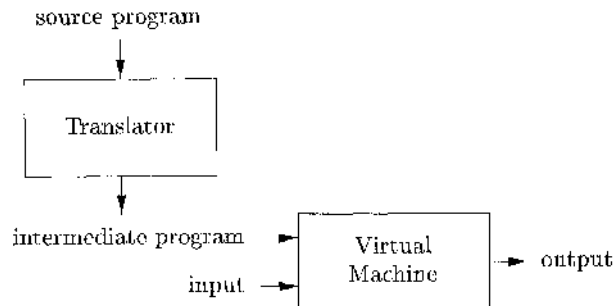 source program
Translator
intermediate program
input
Virtual
Machine
output